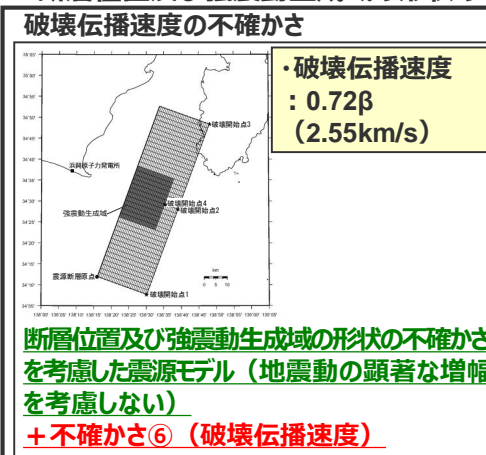 破壊伝播速度の不確かさ
・破壊伝播速度
：0.72β
（2.55km/s）
破壊開始点3
浜岡原子力発電所
破壊開始点4
破壊開始点2
強震動生成域
震源断層原点
破壊開始点1
km
0 5 10
断層位置及び強震動生成域の形状の不確かさ
を考慮した震源モデル（地震動の顕著な増幅
を考慮しない）
＋不確かさ⑥（破壊伝播速度）